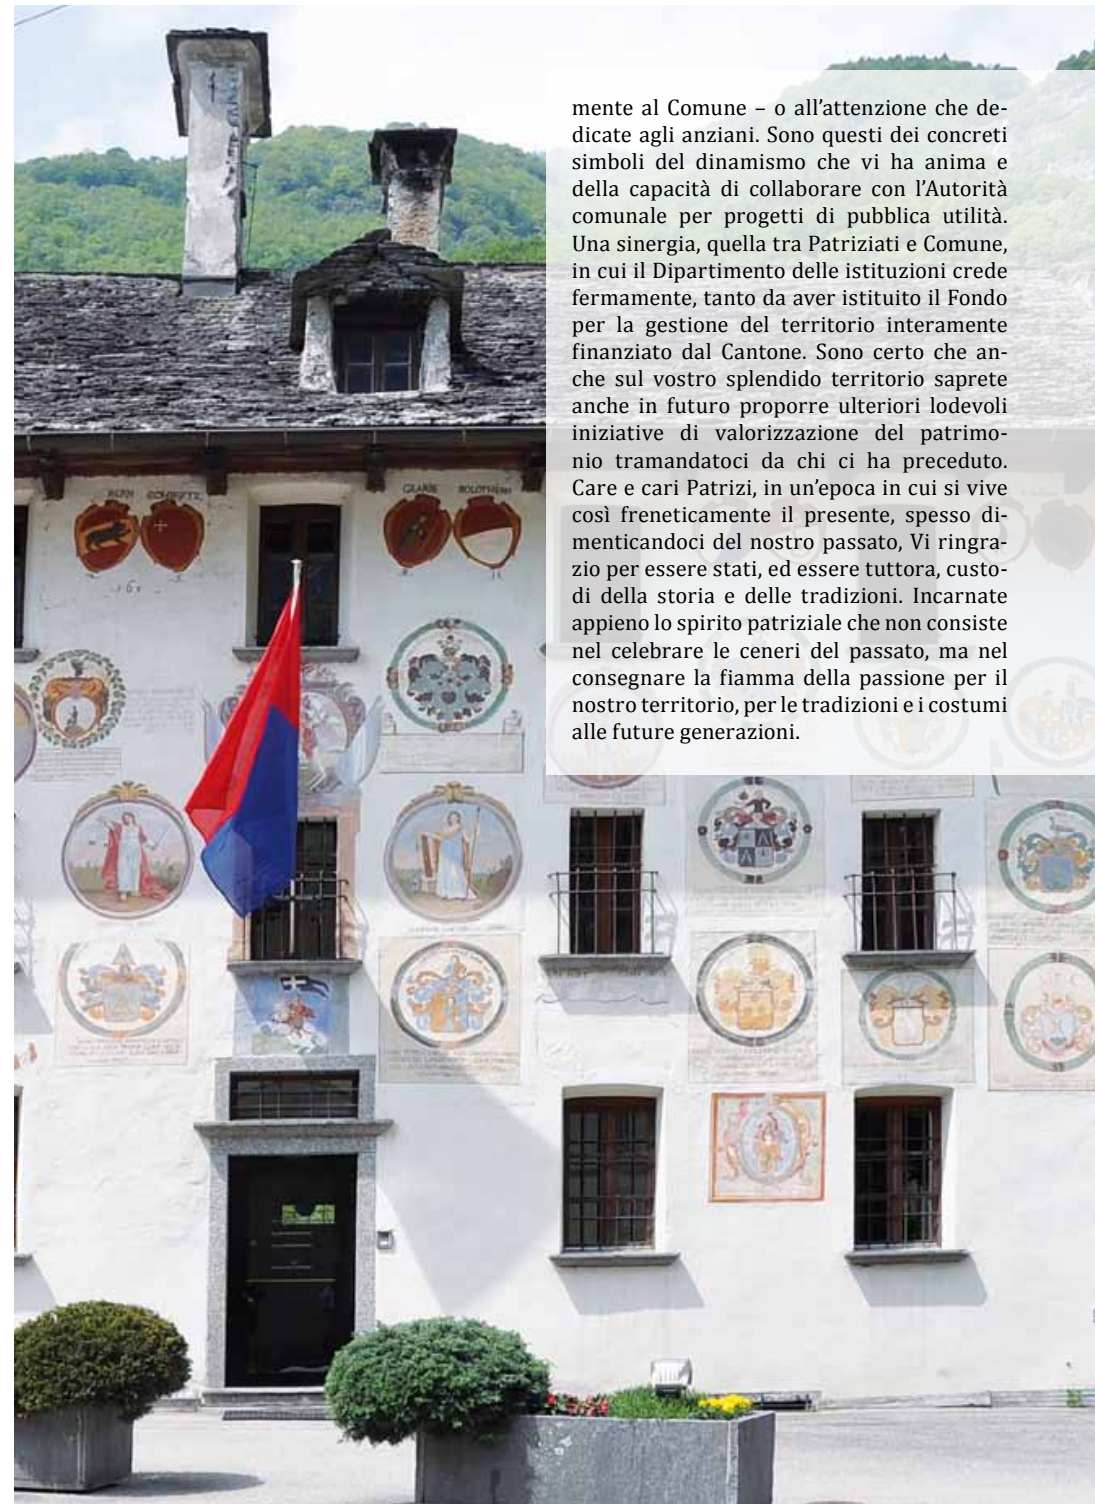 mente al Comune – o all’attenzione che de-
dicate agli anziani. Sono questi dei concreti
simboli del dinamismo che vi ha anima e
della capacità di collaborare con l’Autorità
comunale per progetti di pubblica utilità.
Una sinergia, quella tra Patriziati e Comune,
in cui il Dipartimento delle istituzioni crede
fermamente, tanto da aver istituito il Fondo
per la gestione del territorio interamente
finanziato dal Cantone. Sono certo che an-
che sul vostro splendido territorio saprete
anche in futuro proporre ulteriori lodevoli
iniziative di valorizzazione del patrimo-
nio tramandatoci da chi ci ha preceduto.
Care e cari Patrizi, in un’epoca in cui si vive
così freneticamente il presente, spesso di-
menticandoci del nostro passato, Vi ringra-
zio per essere stati, ed essere tuttora, custo-
di della storia e delle tradizioni. Incarnate
appieno lo spirito patriziale che non consiste
nel celebrare le ceneri del passato, ma nel
consegnare la fiamma della passione per il
nostro territorio, per le tradizioni e i costumi
alle future generazioni.